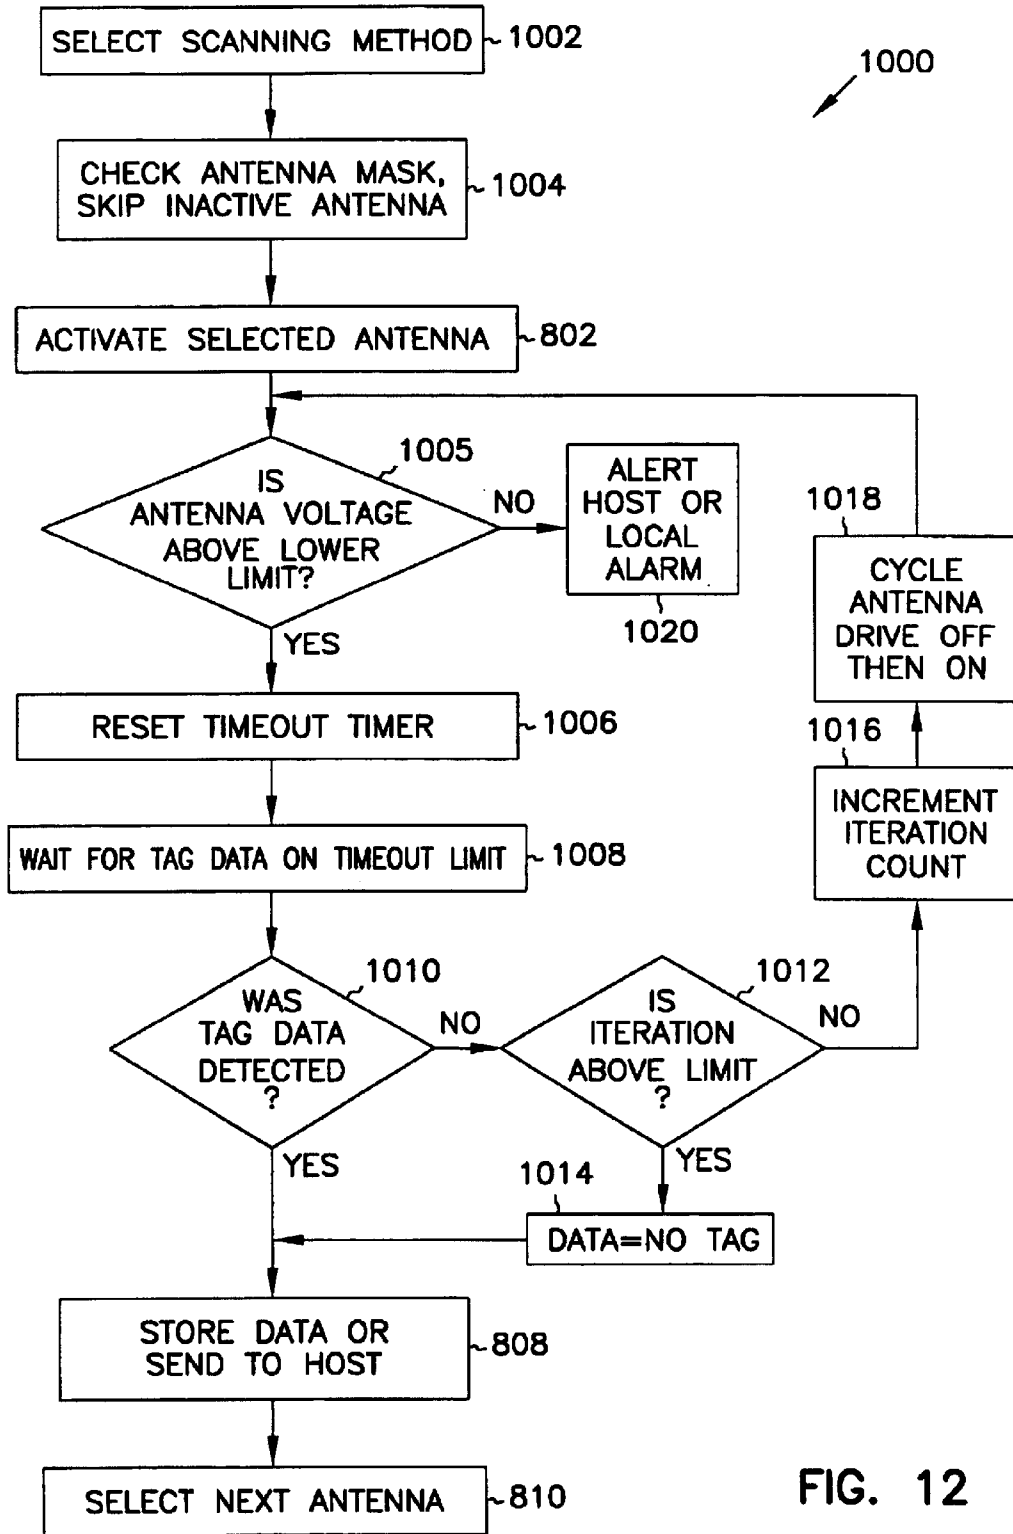 SELECT SCANNING METHOD
1002
1000
CHECK ANTENNA MASK,
SKIP INACTIVE ANTENNA
1004
ACTIVATE SELECTED ANTENNA
802
1005
IS
ANTENNA VOLTAGE
ABOVE LOWER
LIMIT?
NO
ALERT
HOST OR
LOCAL
ALARM
1020
1018
CYCLE
ANTENNA
DRIVE OFF
THEN ON
YES
RESET TIMEOUT TIMER
1006
1016
INCREMENT
ITERATION
COUNT
WAIT FOR TAG DATA ON TIMEOUT LIMIT
1008
1010
WAS
TAG DATA
DETECTED
?
NO
1012
IS
ITERATION
ABOVE LIMIT
?
NO
YES
YES
1014
DATA=NO TAG
STORE DATA OR
SEND TO HOST
808
SELECT NEXT ANTENNA
810
FIG. 12